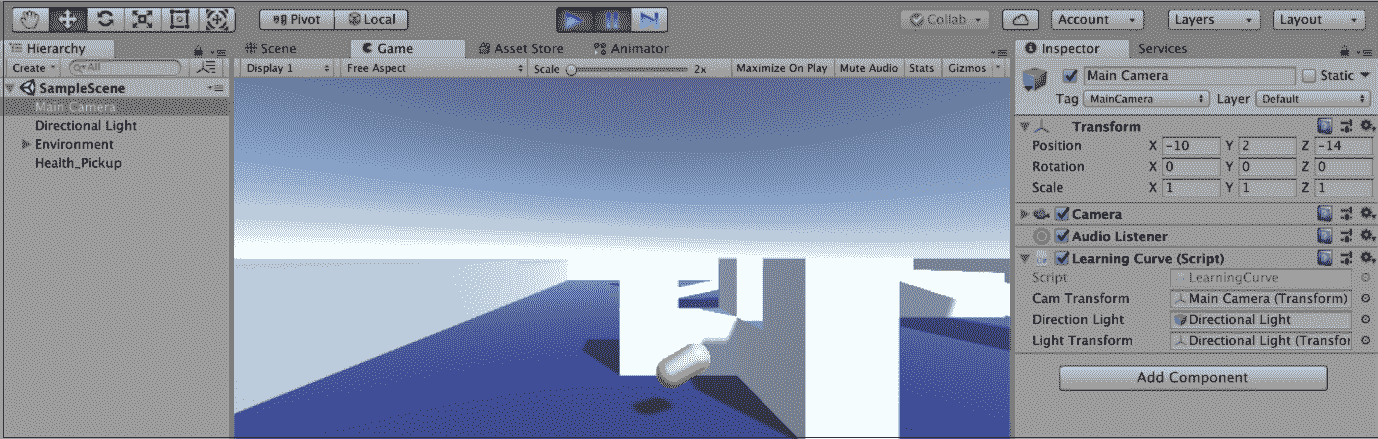 Pivot Local Collab Account Layers Layout
Hierarchy
Create All
SampleScene
Main Camera
Directional Light
Environment
Health_Pickup
Scene Game Asset Store Animator
Display 1 Free Aspect Scale 2x Maximize On Play Mute Audio Stats Gizmos
Inspector Services
Main Camera Static
Tag MainCamera Layer Default
Transform
Position X -10 Y 2 Z -14
Rotation X 0 Y 0 Z 0
Scale X 1 Y 1 Z 1
Camera
Audio Listener
Learning Curve (Script)
Script LearningCurve
Cam Transform Main Camera (Transform)
Direction Light Directional Light
Light Transform Directional Light (Transfor
Add Component